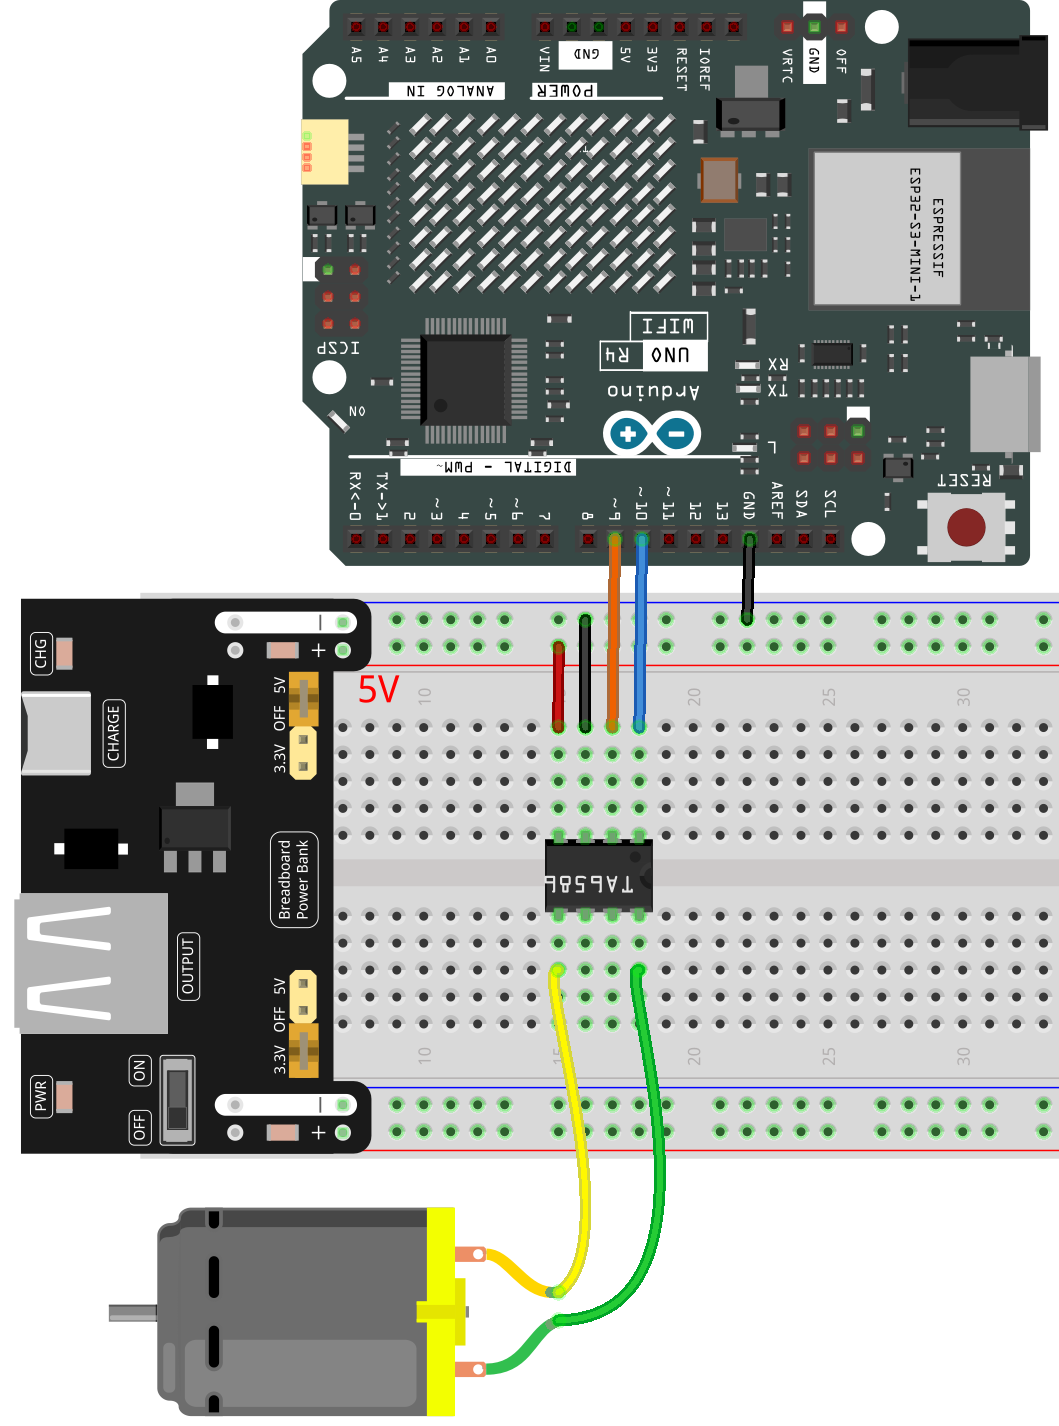 A5 A4 A3 A2 A1 A0 VIN GND 5V 3V3 RESET IOREF VRTC GND OFF
ANALOG IN
POWER
ESPRESSIF
ESP32-S3-MINI-1
ICSP
WIFI
UNO R4
Arduino
RX
TX
ON
L
DIGITAL - PWM~
RESET
RX<-0 TX->1 2 ~3 4 ~5 ~6 7 8 ~9 ~10 ~11 12 13 GND AREF SDA SCL
CHG
CHARGE
5V
OFF
3.3V
5V
10 15 20 25 30
Breadboard
Power Bank
TA6586
OUTPUT
5V
OFF
3.3V
10 15 20 25 30
PWR
ON
OFF